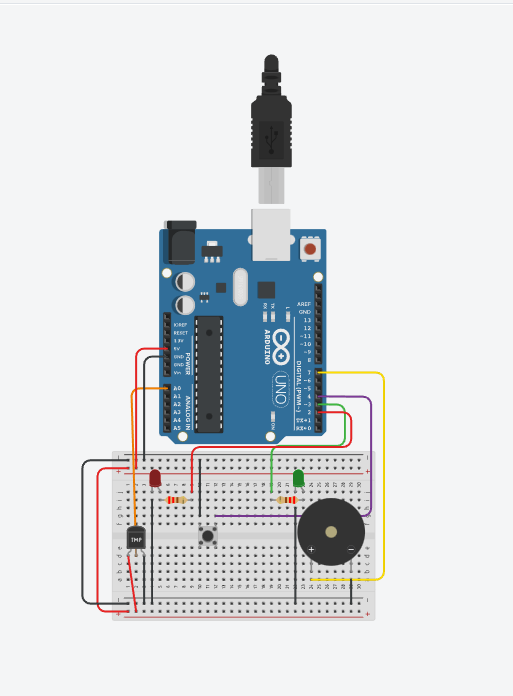 AREF
GND
13
12
~11
~10
~9
8
7
~6
~5
4
~3
2
TX→1
RX←0
DIGITAL (PWM~)
TX
RX
L
ARDUINO
UNO
ON
IOREF
RESET
3.3V
5V
GND
GND
Vin
POWER
A0
A1
A2
A3
A4
A5
ANALOG IN
TMP
+
−